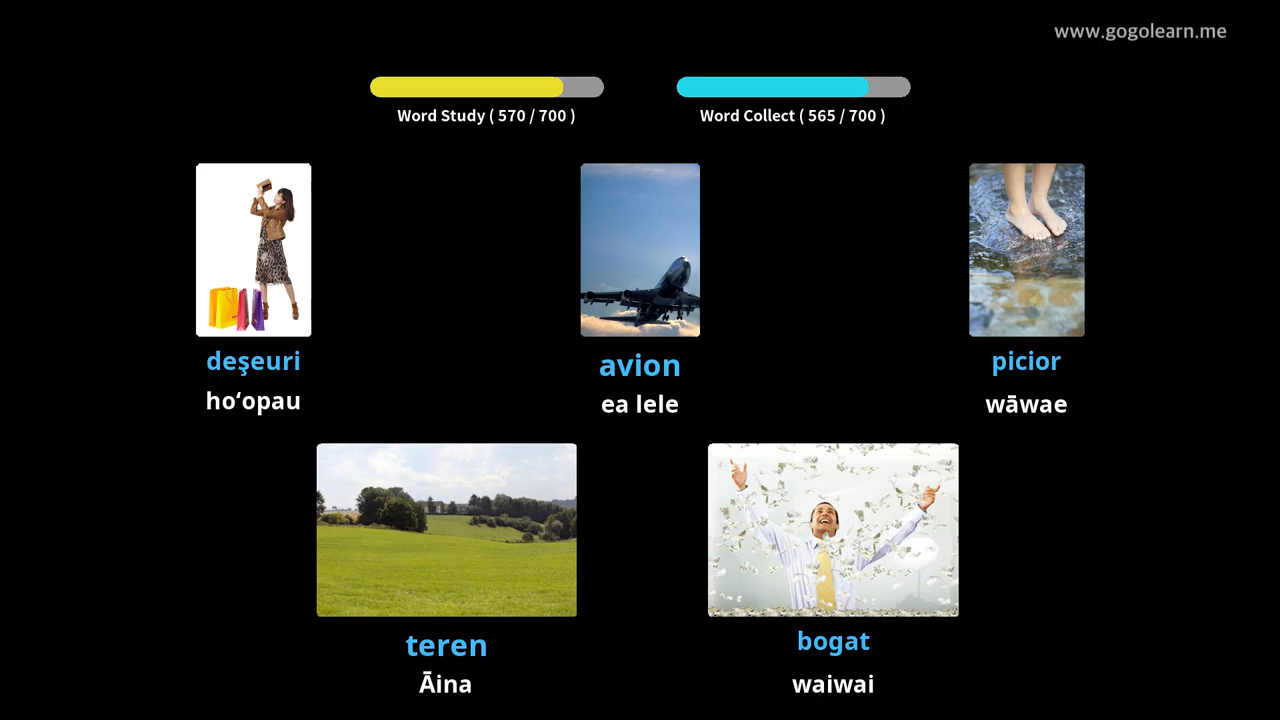 www.gogolearn.me
Word Study ( 570 / 700 )
Word Collect ( 565 / 700 )
deşeuri
avion
picior
hoʻopau
ea lele
wāwae
teren
bogat
Āina
waiwai